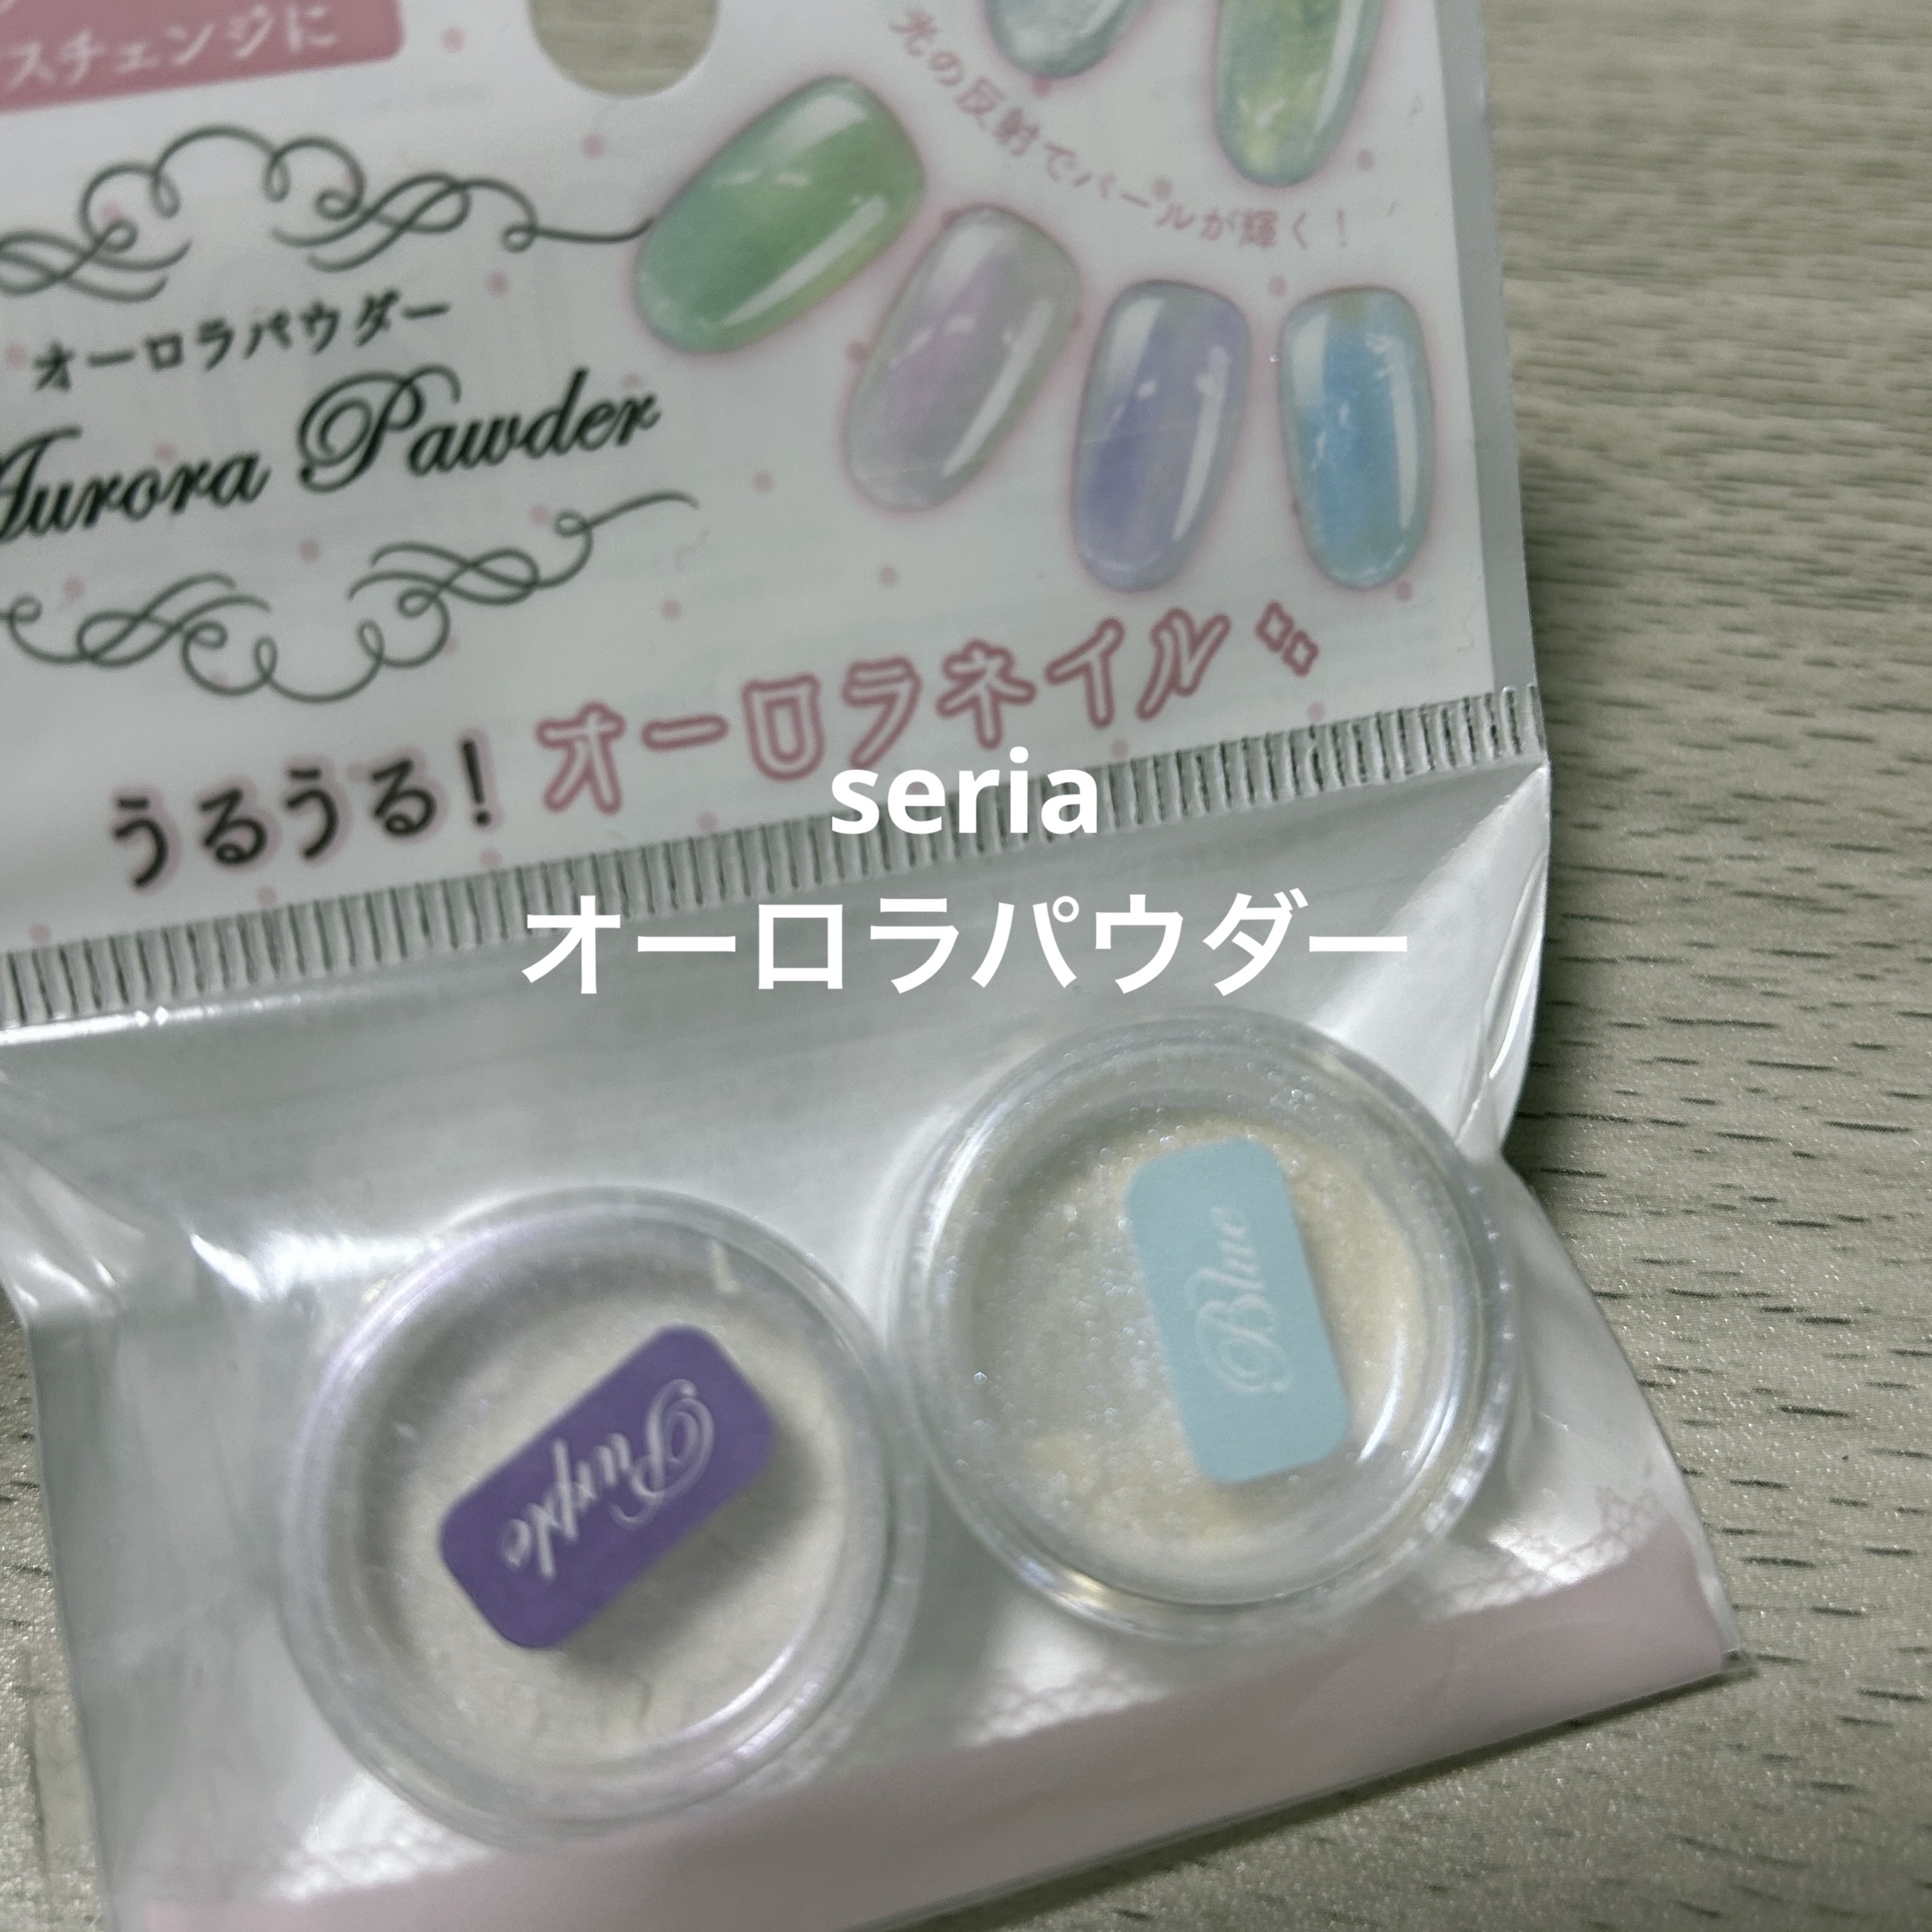 スチェンジに
光の反射でパールが輝く！
オーロラパウダー
Aurora Pawder
うるうる！オーロラネイル
seria
オーロラパウダー
Blue
Purple